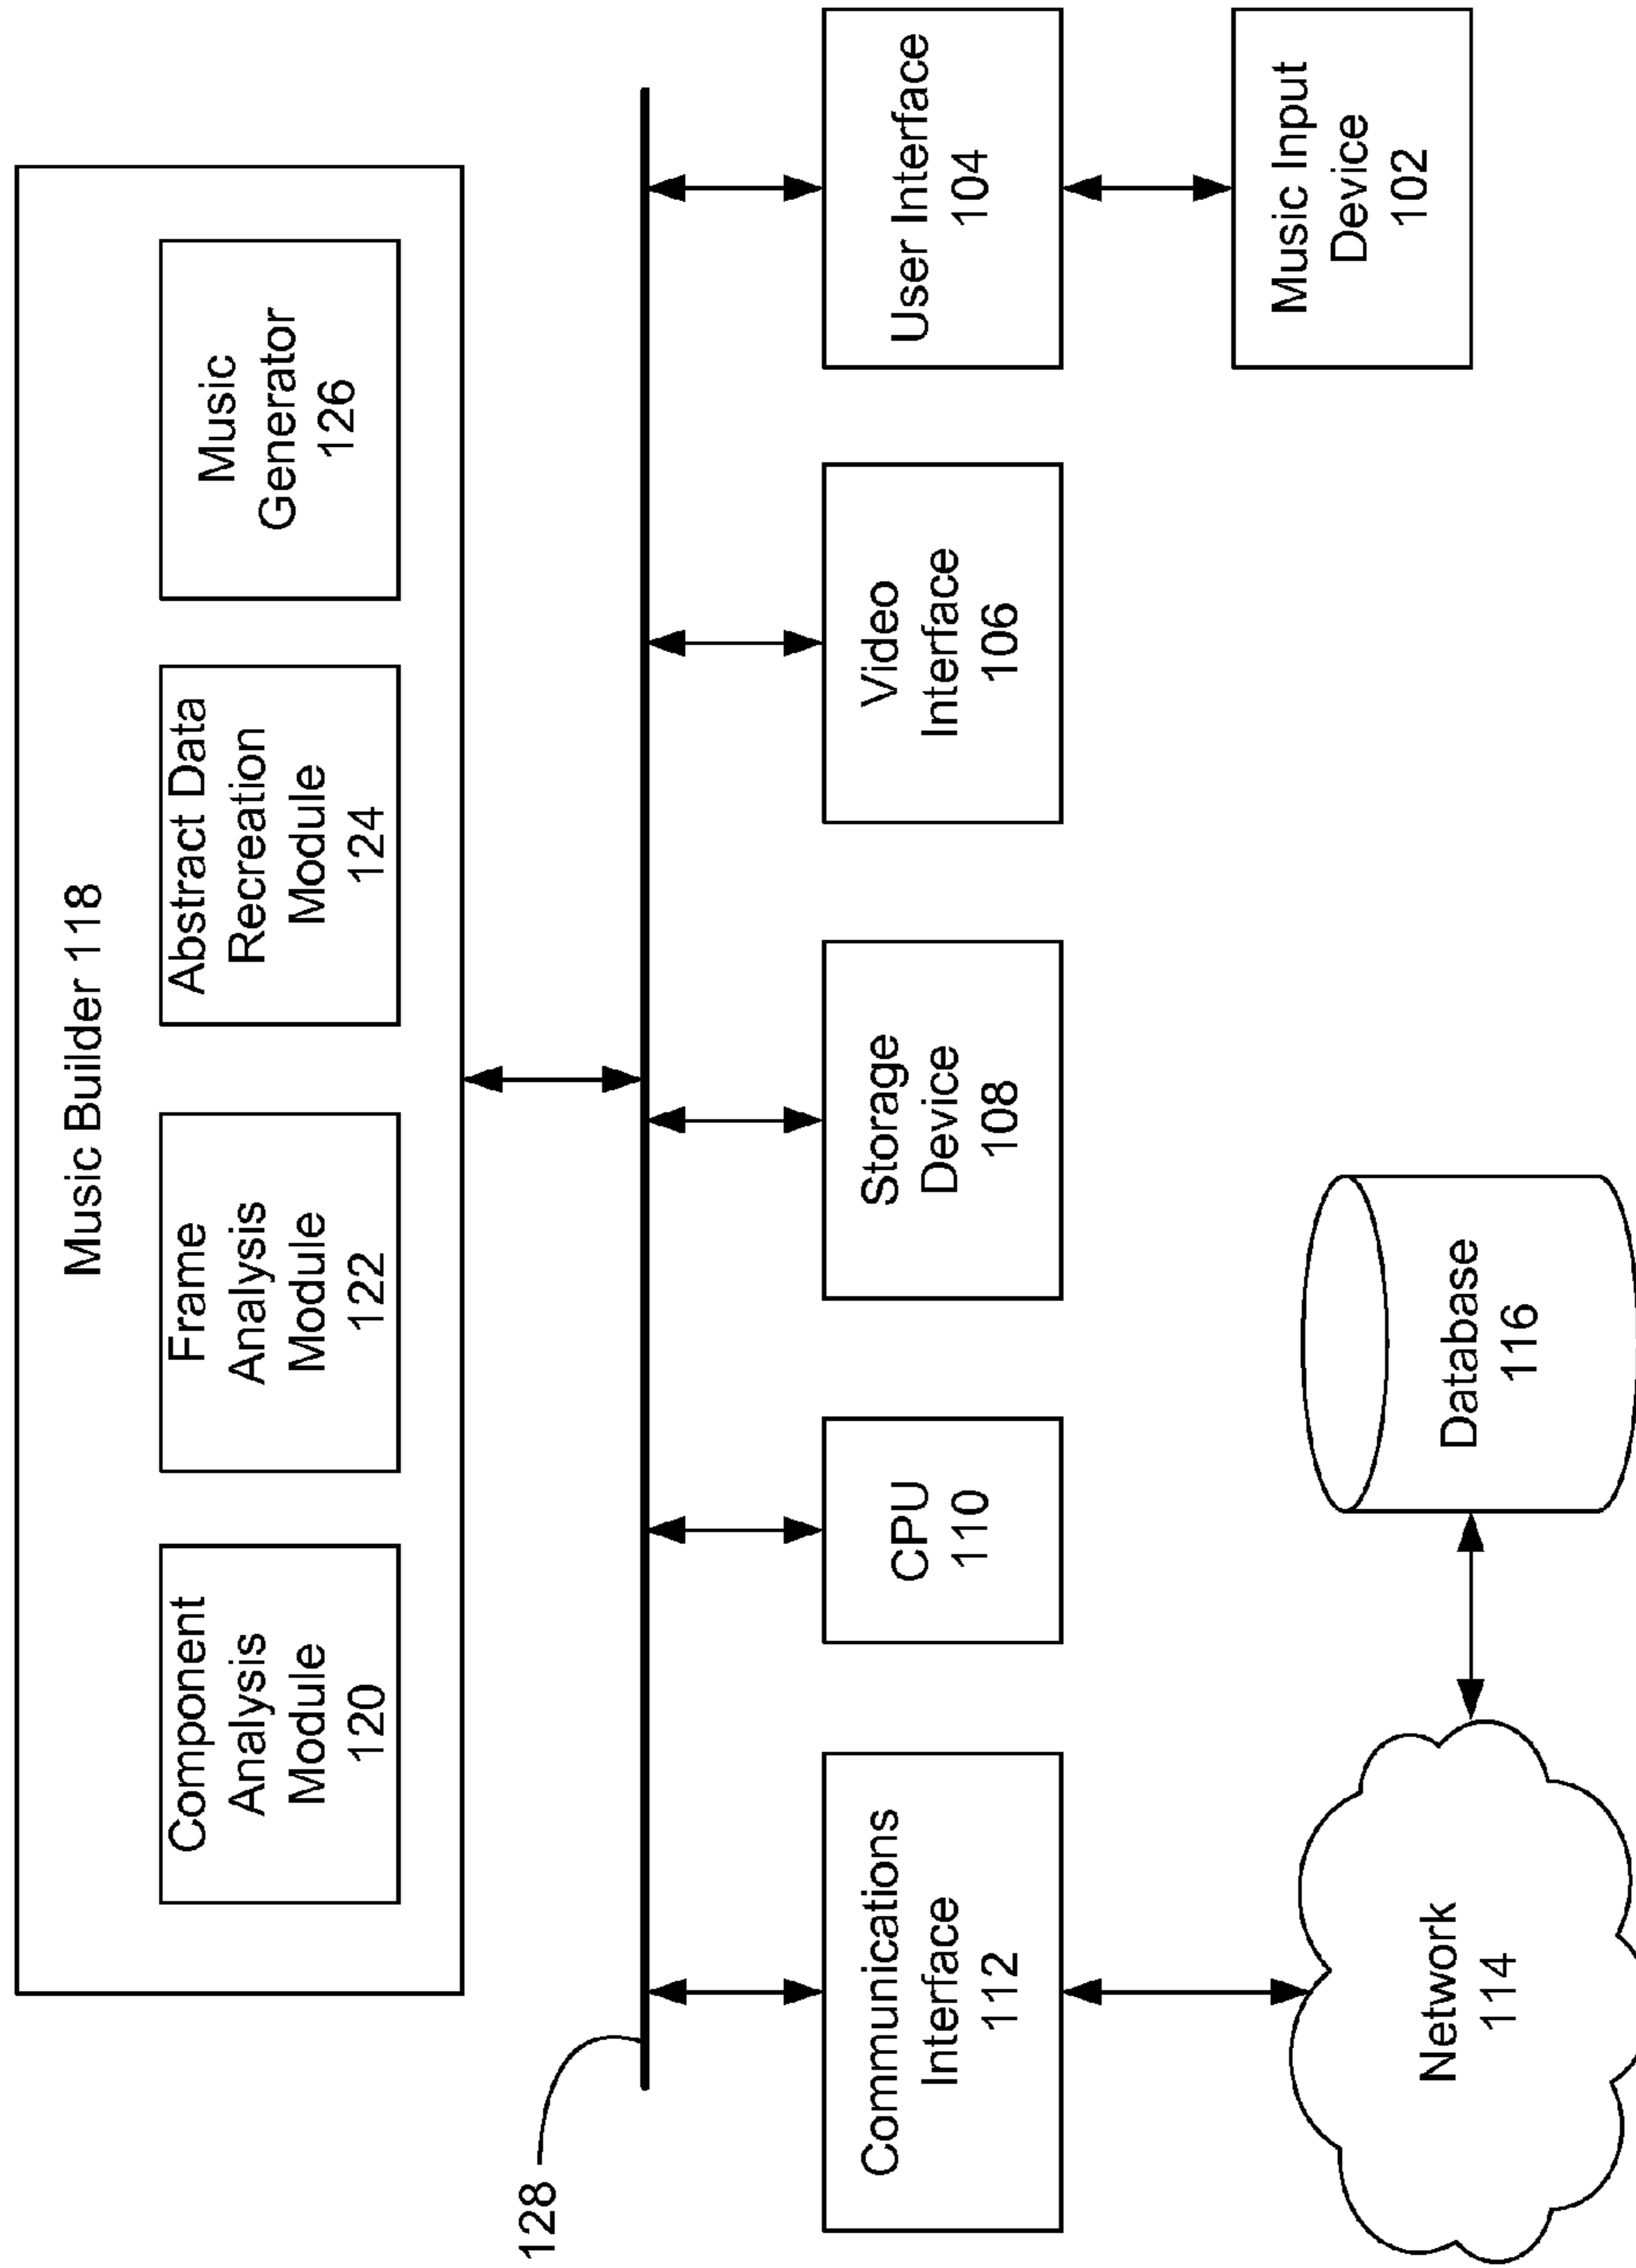 Music Builder 118
Component
Analysis
Module
120
Frame
Analysis
Module
122
Abstract Data
Recreation
Module
124
Music
Generator
126
128
Communications
Interface
112
CPU
110
Storage
Device
108
Video
Interface
106
User Interface
104
Network
114
Database
116
Music Input
Device
102